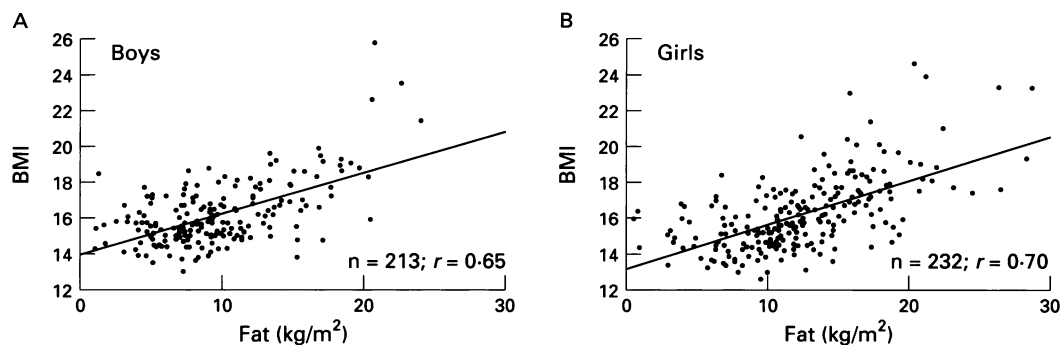 A
Boys
BMI
26
24
22
20
18
16
14
12
0
10
20
30
n = 213; r = 0·65
Fat (kg/m²)
B
Girls
BMI
26
24
22
20
18
16
14
12
0
10
20
30
n = 232; r = 0·70
Fat (kg/m²)